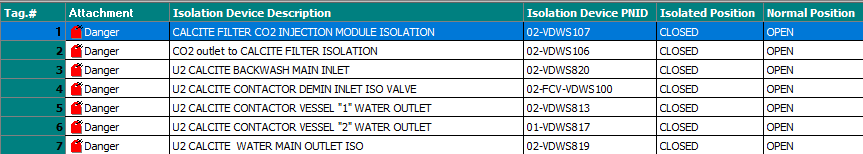 Tag.# Attachment Isolation Device Description Isolation Device PNID Isolated Position Normal Position
1 Danger CALCITE FILTER CO2 INJECTION MODULE ISOLATION 02-VDWS107 CLOSED OPEN
2 Danger CO2 outlet to CALCITE FILTER ISOLATION 02-VDWS106 CLOSED OPEN
3 Danger U2 CALCITE BACKWASH MAIN INLET 02-VDWS820 CLOSED OPEN
4 Danger U2 CALCITE CONTACTOR DEMIN INLET ISO VALVE 02-FCV-VDWS100 CLOSED OPEN
5 Danger U2 CALCITE CONTACTOR VESSEL "1" WATER OUTLET 02-VDWS813 CLOSED OPEN
6 Danger U2 CALCITE CONTACTOR VESSEL "2" WATER OUTLET 01-VDWS817 CLOSED OPEN
7 Danger U2 CALCITE  WATER MAIN OUTLET ISO 02-VDWS819 CLOSED OPEN